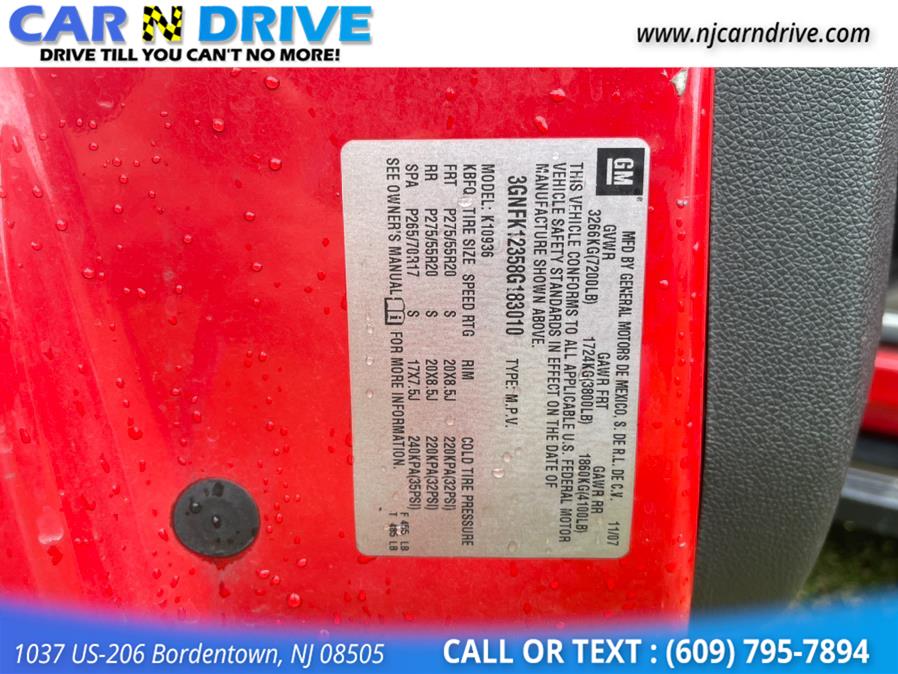 CAR N DRIVE
DRIVE TILL YOU CAN'T NO MORE!
www.njcarndrive.com
GM
MFD BY GENERAL MOTORS DE MEXICO, S. DE R.L. DE C.V. 11/07
GVWR GAWR FRT GAWR RR
3266KG(7200LB) 1724KG(3800LB) 1860KG(4100LB)
THIS VEHICLE CONFORMS TO ALL APPLICABLE U.S. FEDERAL MOTOR
VEHICLE SAFETY STANDARDS IN EFFECT ON THE DATE OF
MANUFACTURE SHOWN ABOVE.
3GNFK12358G183010 TYPE: M.P.V.
MODEL: K10936
KBFQ TIRE SIZE SPEED RTG RIM COLD TIRE PRESSURE
FRT P275/55R20 S 20X8.5J 220KPA(32PSI)
RR P275/55R20 S 20X8.5J 220KPA(32PSI)
SPA P265/70R17 S 17X7.5J 240KPA(35PSI)
SEE OWNER'S MANUAL i FOR MORE INFORMATION.
F 455 LB
T 485 LB
1037 US-206 Bordentown, NJ 08505
CALL OR TEXT : (609) 795-7894